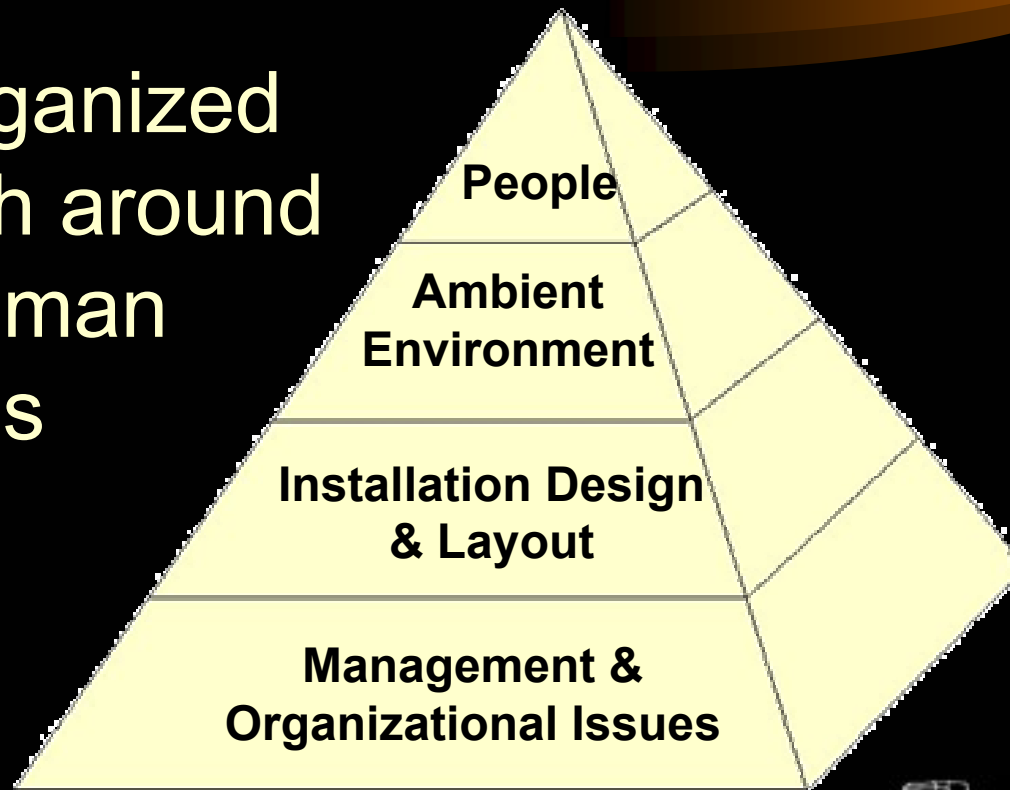 ganized
h around
man
s
People
Ambient
Environment
Installation Design
& Layout
Management &
Organizational Issues